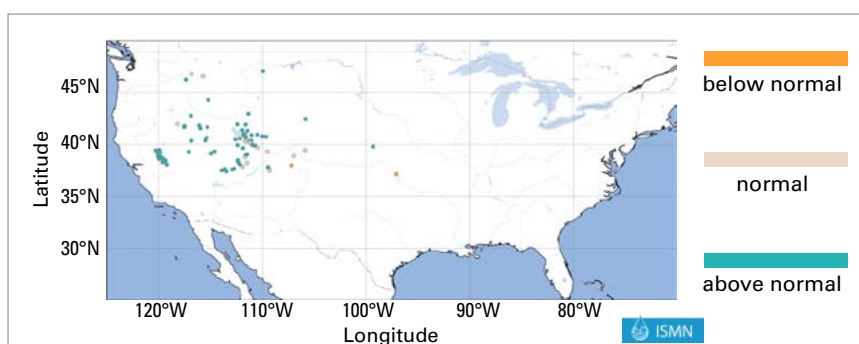 45°N
below normal
Latitude
40°N
35°N
normal
30°N
above normal
120°W 110°W 100°W 90°W 80°W
Longitude
ISMN